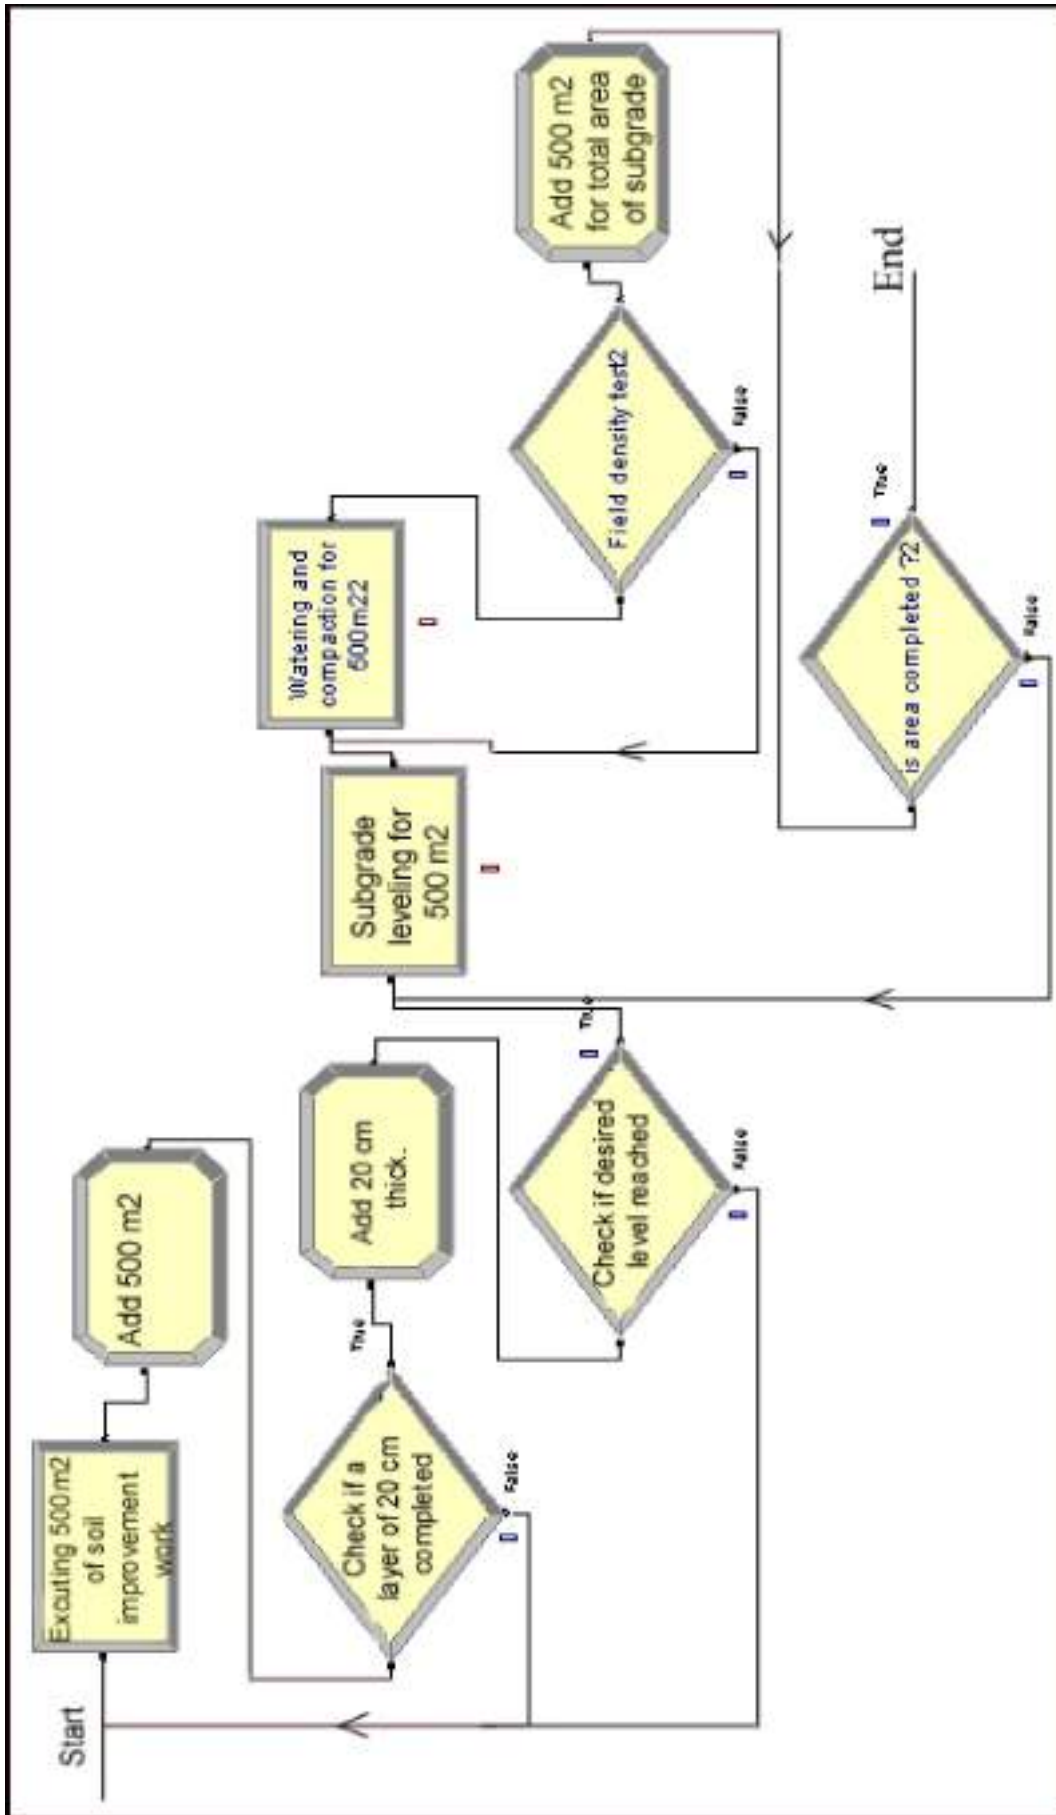 Start
Excuting 500m2
of soil
improvement
work
Add 500 m2
Check if a
layer of 20 cm
completed
True
False
Add 20 cm
thick.
Check if desired
level reached
True
False
Subgrade
leveling for
500 m2
Watering and
compaction for
500m22
Field density test2
False
Add 500 m2
for total area
of subgrade
is area completed ?2
True
False
End